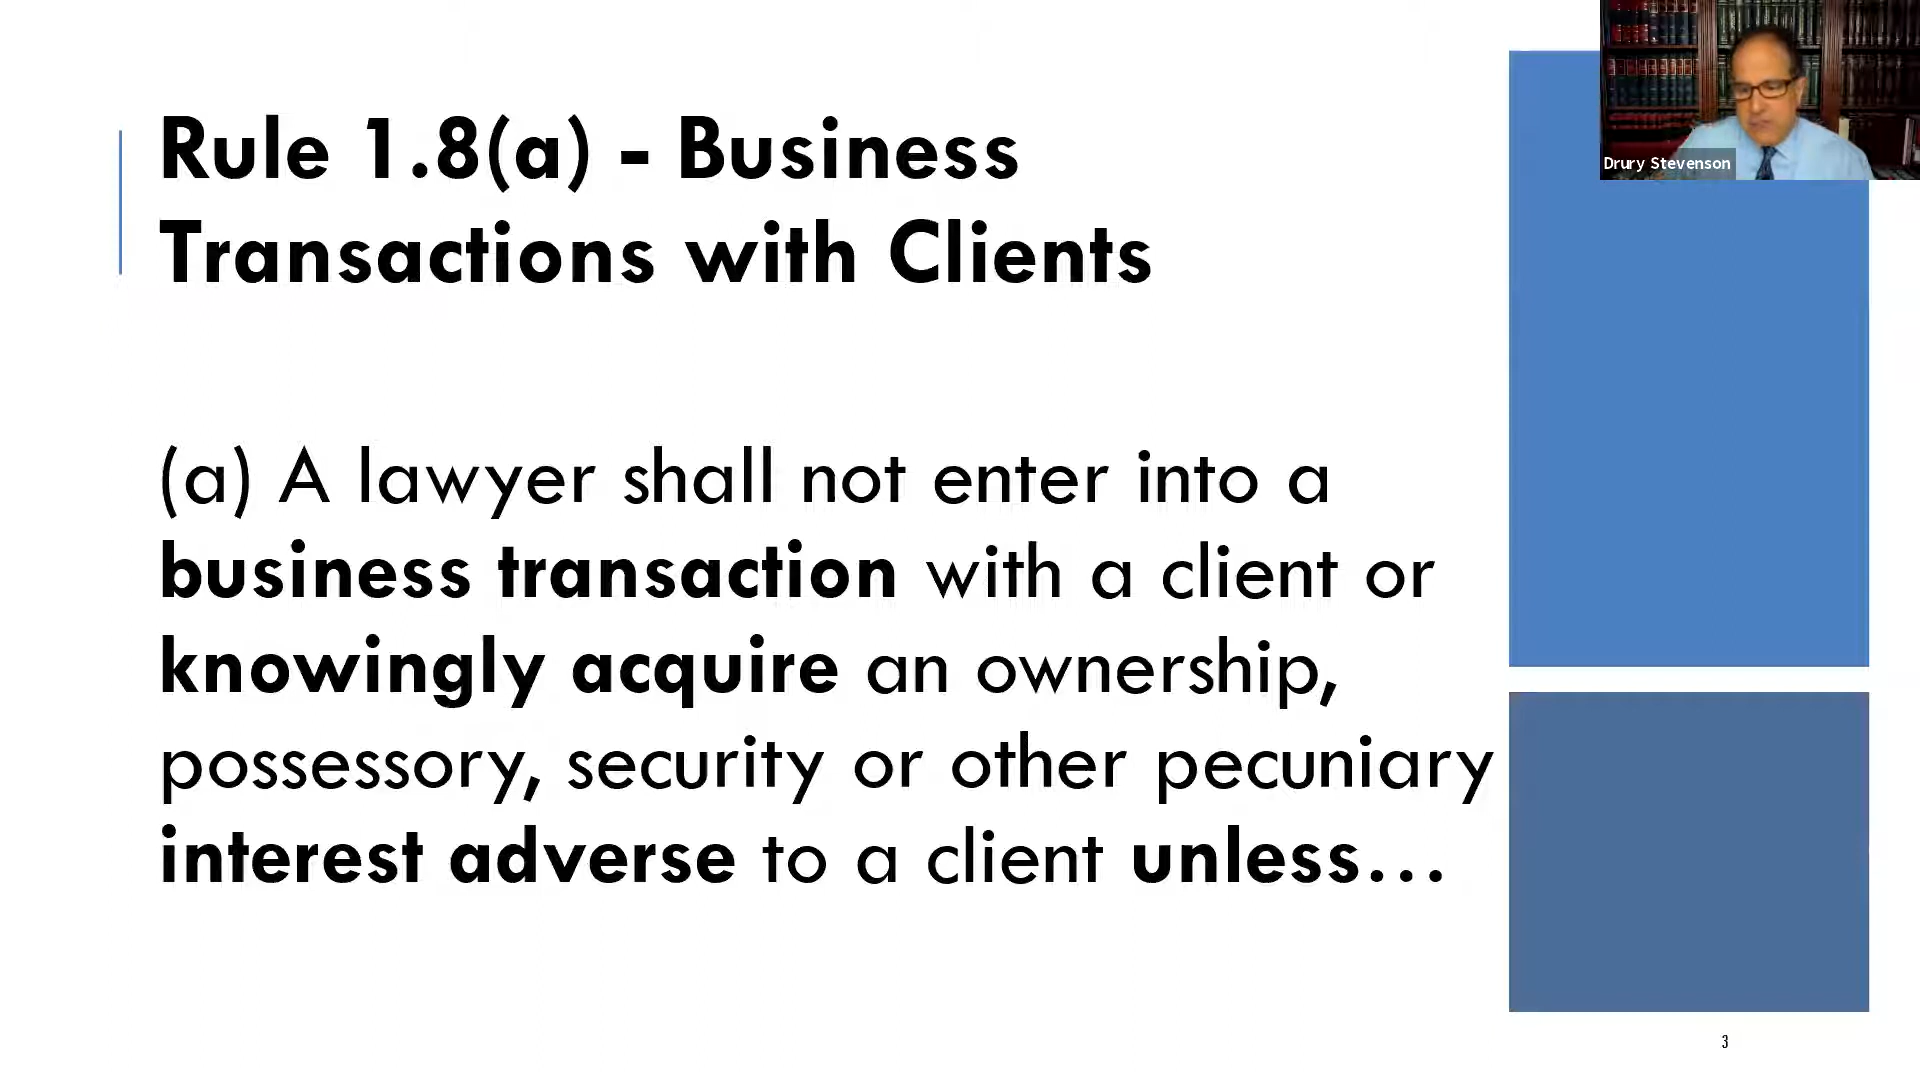 Rule 1.8(a) - Business
Transactions with Clients
Drury Stevenson
(a) A lawyer shall not enter into a
business transaction with a client or
knowingly acquire an ownership,
possessory, security or other pecuniary
interest adverse to a client unless…
3